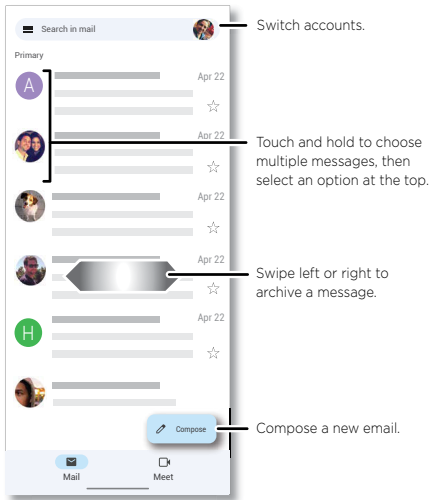 Search in mail
Switch accounts.
Primary
A
Apr 22
Apr 22
Touch and hold to choose
multiple messages, then
select an option at the top.
Apr 22
Apr 22
Swipe left or right to
archive a message.
H
Apr 22
Compose
Compose a new email.
Mail
Meet